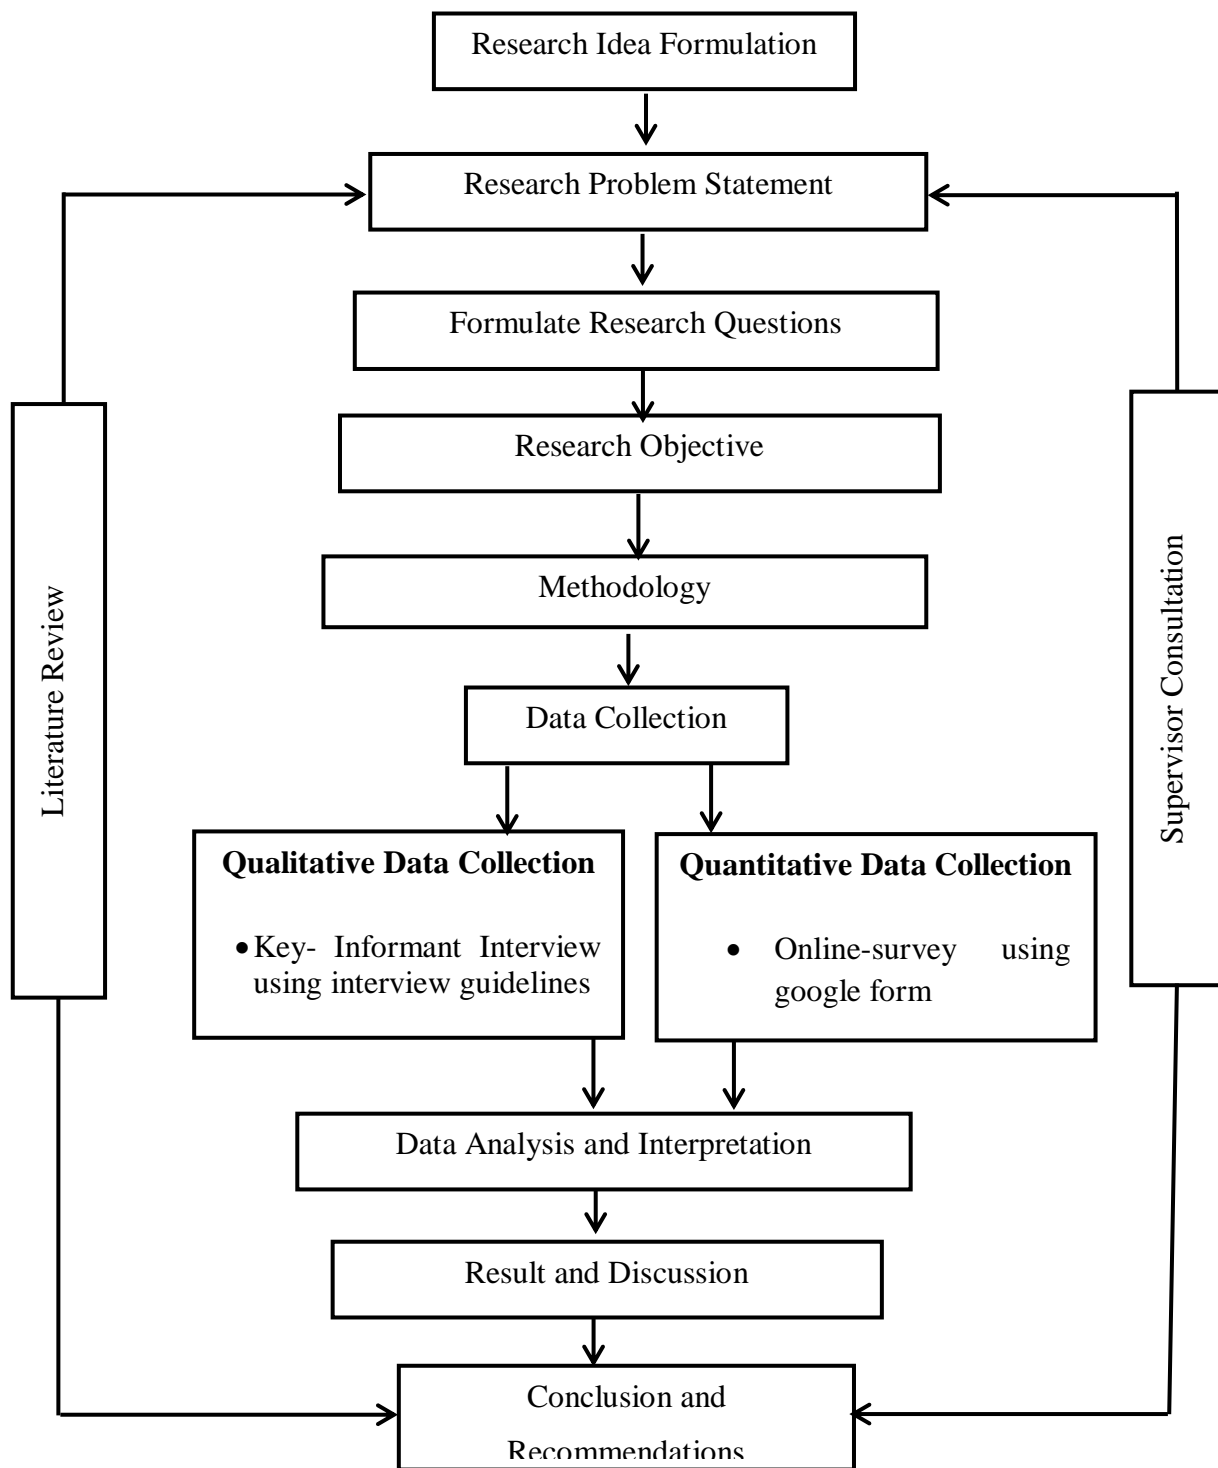 Research Idea Formulation
Research Problem Statement
Formulate Research Questions
Research Objective
Methodology
Data Collection
Qualitative Data Collection
• Key- Informant Interview
using interview guidelines
Quantitative Data Collection
• Online-survey using
google form
Data Analysis and Interpretation
Result and Discussion
Conclusion and
Recommendations
Literature Review
Supervisor Consultation